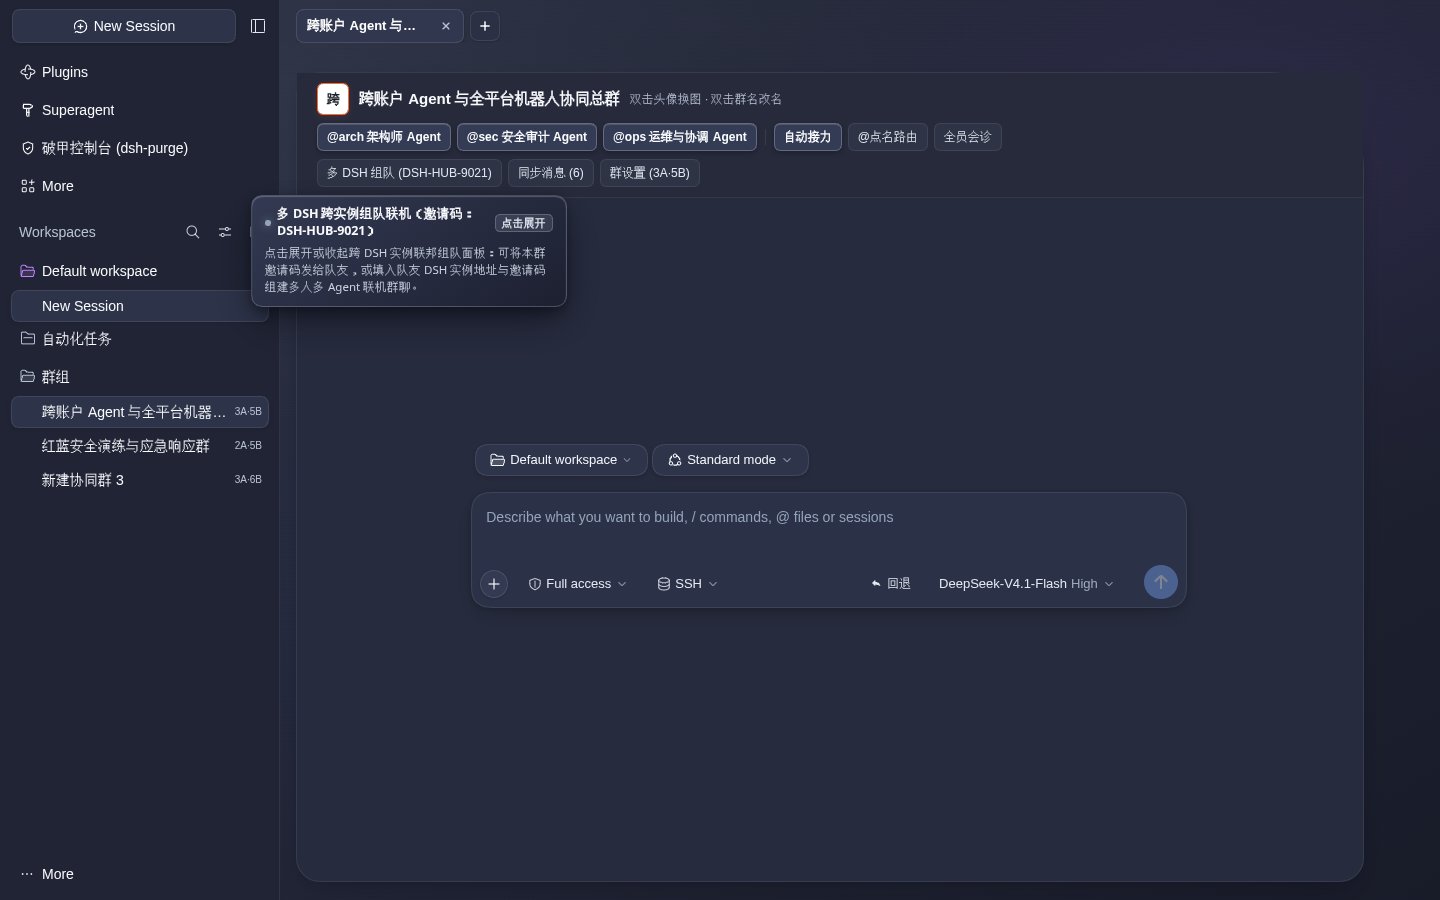 New Session
跨账户 Agent 与...
Plugins
Superagent
破甲控制台 (dsh-purge)
More
Workspaces
Default workspace
New Session
自动化任务
群组
跨账户 Agent 与全平台机器... 3A·5B
红蓝安全演练与应急响应群 2A·5B
新建协同群 3 3A·6B
More
跨 跨账户 Agent 与全平台机器人协同总群 双击头像换图 · 双击群名改名
@arch 架构师 Agent @sec 安全审计 Agent @ops 运维与协调 Agent 自动接力 @点名路由 全员会诊
多 DSH 组队 (DSH-HUB-9021) 同步消息 (6) 群设置 (3A·5B)
多 DSH 跨实例组队联机（邀请码：
DSH-HUB-9021）
点击展开
点击展开或收起跨 DSH 实例联邦组队面板：可将本群
邀请码发给队友，或填入队友 DSH 实例地址与邀请码
组建多人多 Agent 联机群聊。
Default workspace Standard mode
Describe what you want to build, / commands, @ files or sessions
Full access SSH 回退 DeepSeek-V4.1-Flash High